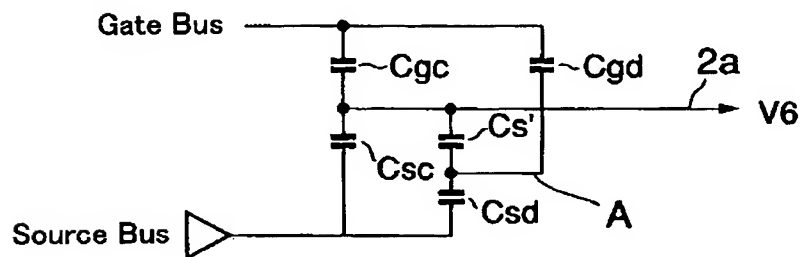 Gate Bus
Cgc
Cgd
2a
V6
Cs'
Csc
Csd
A
Source Bus